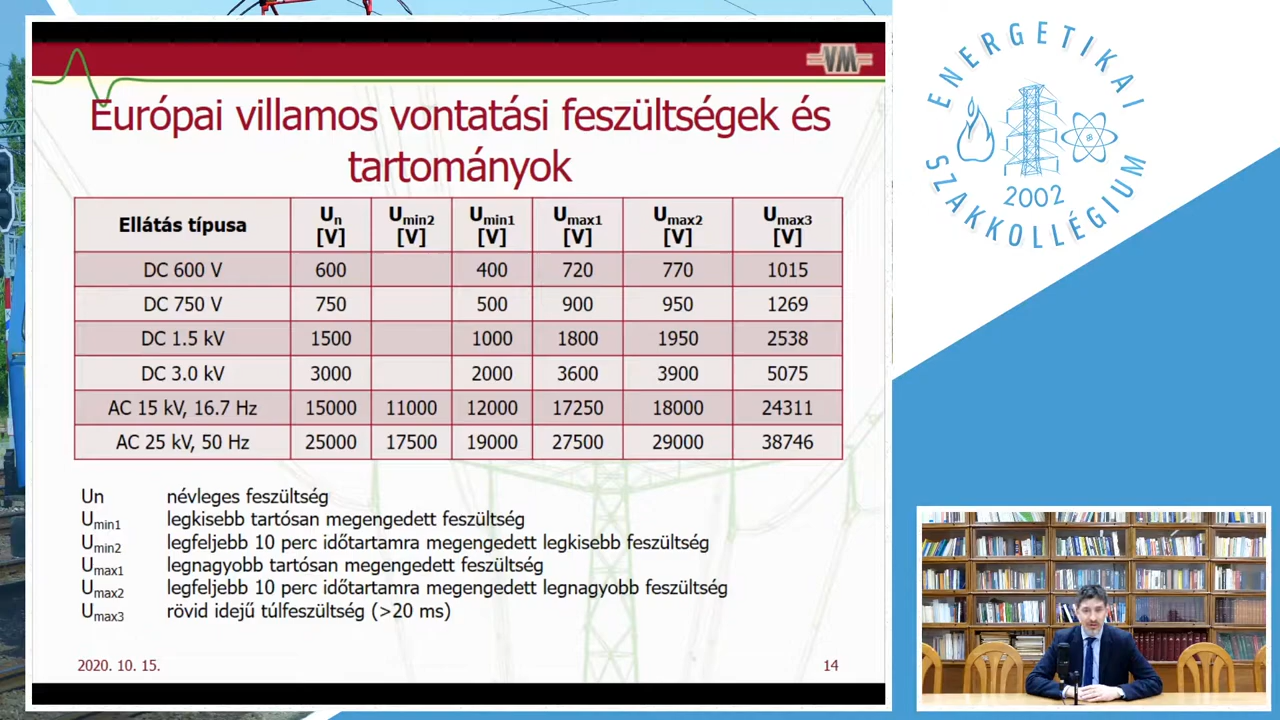 VM
Európai villamos vontatási feszültségek és
tartományok
Ellátás típusa Un [V] Umin2 [V] Umin1 [V] Umax1 [V] Umax2 [V] Umax3 [V]
DC 600 V 600 400 720 770 1015
DC 750 V 750 500 900 950 1269
DC 1.5 kV 1500 1000 1800 1950 2538
DC 3.0 kV 3000 2000 3600 3900 5075
AC 15 kV, 16.7 Hz 15000 11000 12000 17250 18000 24311
AC 25 kV, 50 Hz 25000 17500 19000 27500 29000 38746
Un névleges feszültség
Umin1 legkisebb tartósan megengedett feszültség
Umin2 legfeljebb 10 perc időtartamra megengedett legkisebb feszültség
Umax1 legnagyobb tartósan megengedett feszültség
Umax2 legfeljebb 10 perc időtartamra megengedett legnagyobb feszültség
Umax3 rövid idejű túlfeszültség (>20 ms)
2020. 10. 15.
14
ENERGETIKAI
SZAKKOLLÉGIUM
2002